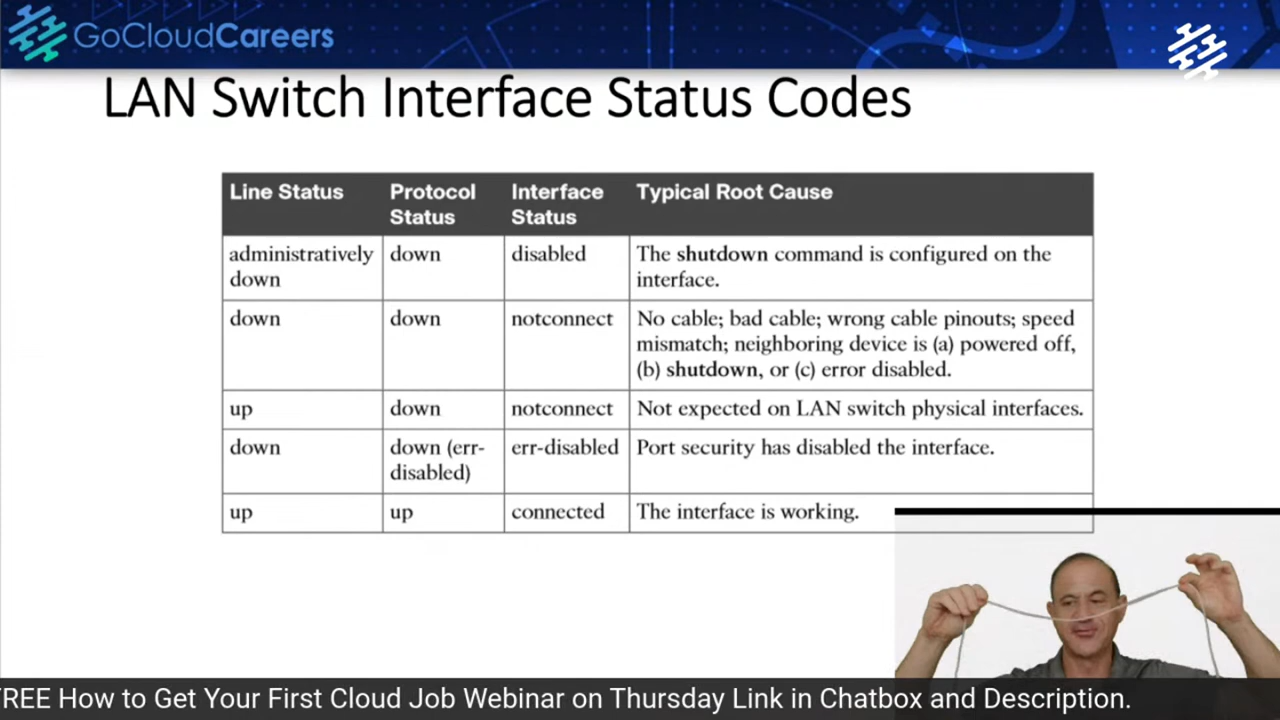 GoCloudCareers
LAN Switch Interface Status Codes
Line Status
Protocol
Status
Interface
Status
Typical Root Cause
administratively
down
down
disabled
The shutdown command is configured on the
interface.
down
down
notconnect
No cable; bad cable; wrong cable pinouts; speed
mismatch; neighboring device is (a) powered off,
(b) shutdown, or (c) error disabled.
up
down
notconnect
Not expected on LAN switch physical interfaces.
down
down (err-
disabled)
err-disabled
Port security has disabled the interface.
up
up
connected
The interface is working.
FREE How to Get Your First Cloud Job Webinar on Thursday Link in Chatbox and Description.